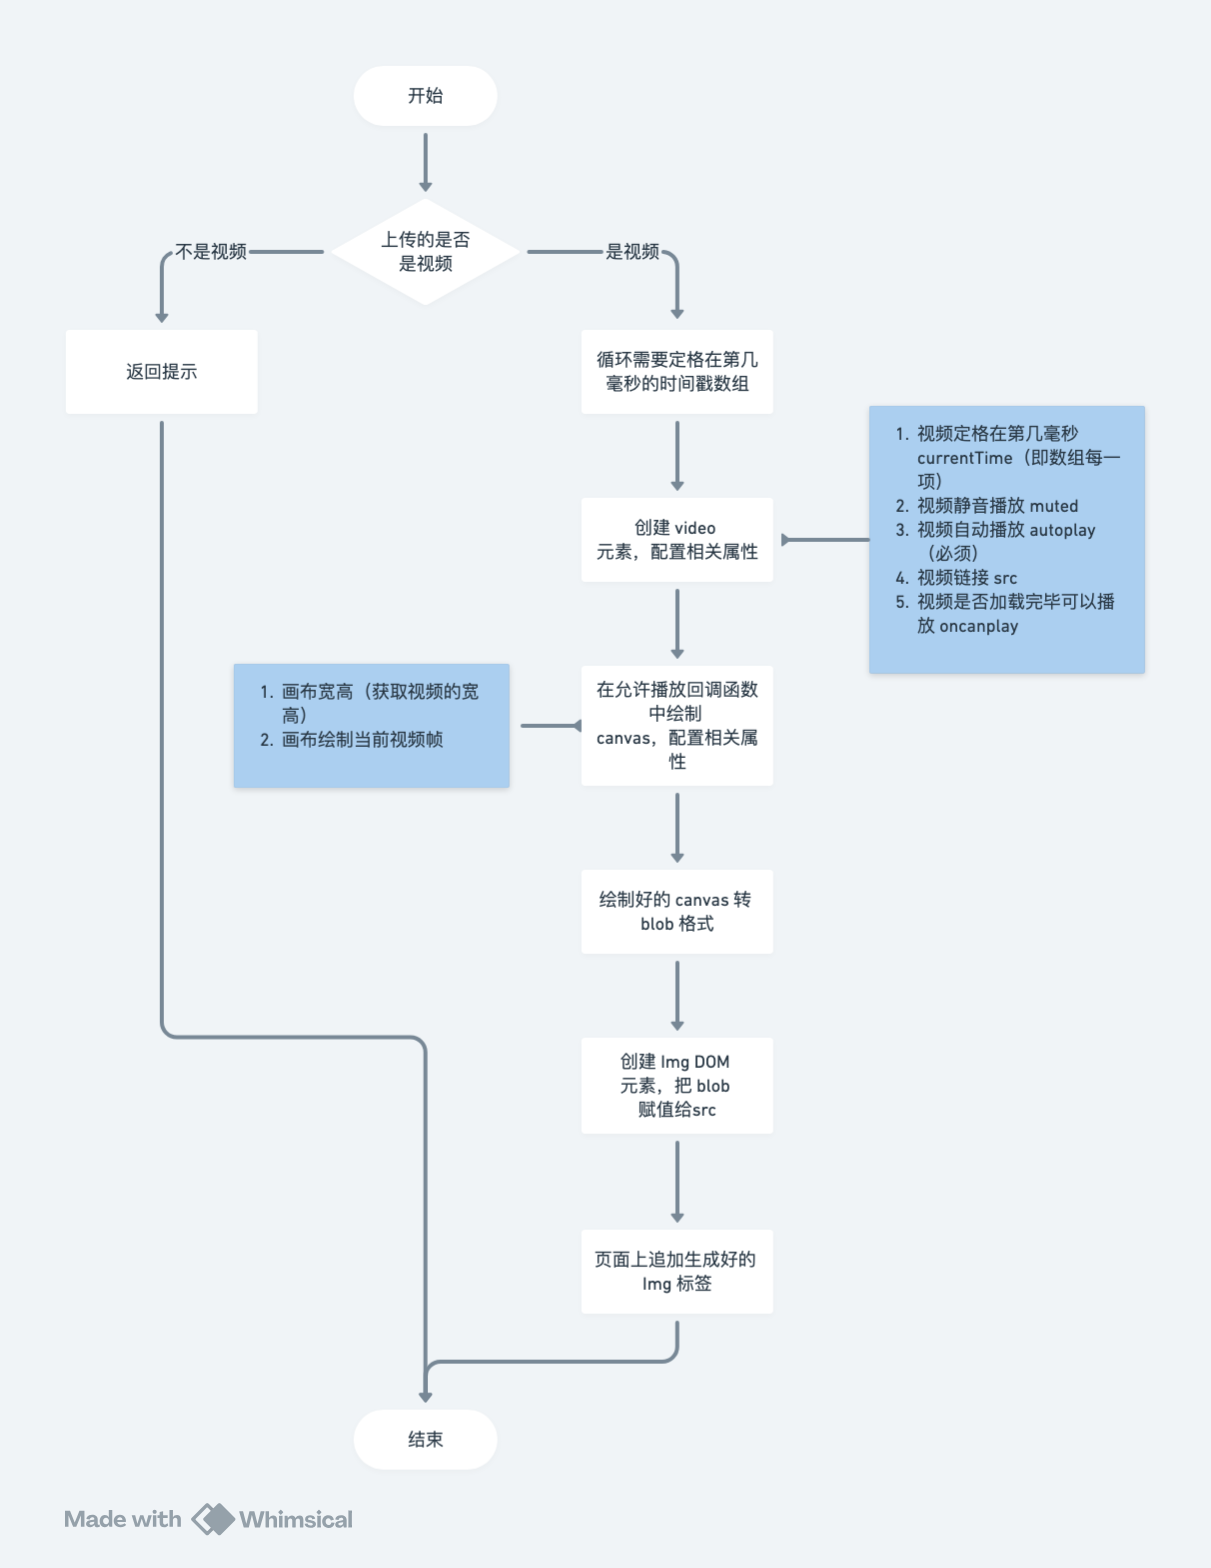 开始
上传的是否
是视频
不是视频
是视频
返回提示
循环需要定格在第几
毫秒的时间戳数组
1. 视频定格在第几毫秒
currentTime（即数组每一
项）
2. 视频静音播放 muted
3. 视频自动播放 autoplay
（必须）
4. 视频链接 src
5. 视频是否加载完毕可以播
放 oncanplay
创建 video
元素，配置相关属性
1. 画布宽高（获取视频的宽
高）
2. 画布绘制当前视频帧
在允许播放回调函数
中绘制
canvas，配置相关属
性
绘制好的 canvas 转
blob 格式
创建 Img DOM
元素，把 blob
赋值给src
页面上追加生成好的
Img 标签
结束
Made with Whimsical